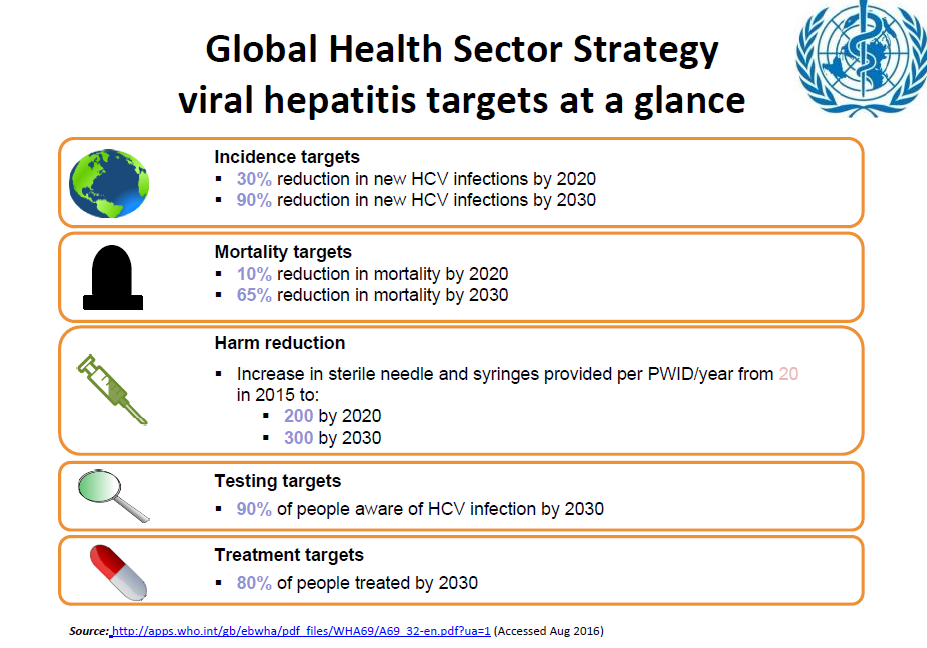 Global Health Sector Strategy
viral hepatitis targets at a glance
Incidence targets
▪ 30% reduction in new HCV infections by 2020
▪ 90% reduction in new HCV infections by 2030
Mortality targets
▪ 10% reduction in mortality by 2020
▪ 65% reduction in mortality by 2030
Harm reduction
▪ Increase in sterile needle and syringes provided per PWID/year from 20
in 2015 to:
▪ 200 by 2020
▪ 300 by 2030
Testing targets
▪ 90% of people aware of HCV infection by 2030
Treatment targets
▪ 80% of people treated by 2030
Source: http://apps.who.int/gb/ebwha/pdf_files/WHA69/A69_32-en.pdf?ua=1 (Accessed Aug 2016)